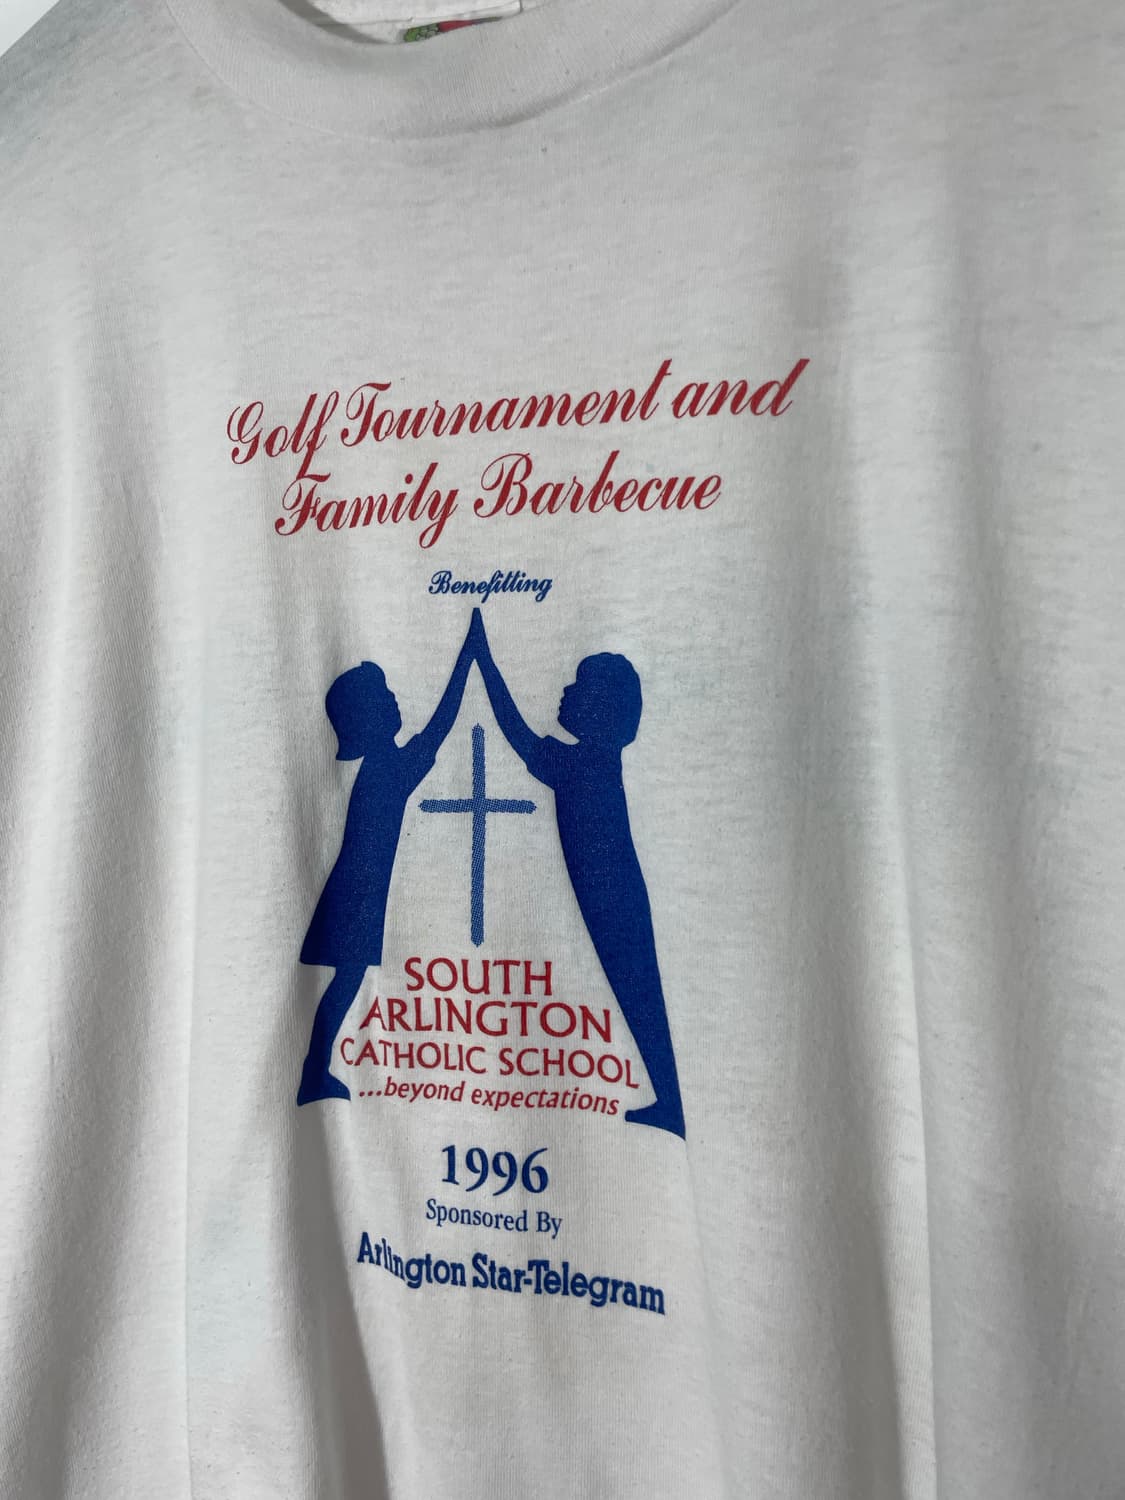 Golf Tournament and
Family Barbecue
Benefitting
SOUTH
ARLINGTON
CATHOLIC SCHOOL
...beyond expectations
1996
Sponsored By
Arlington Star-Telegram